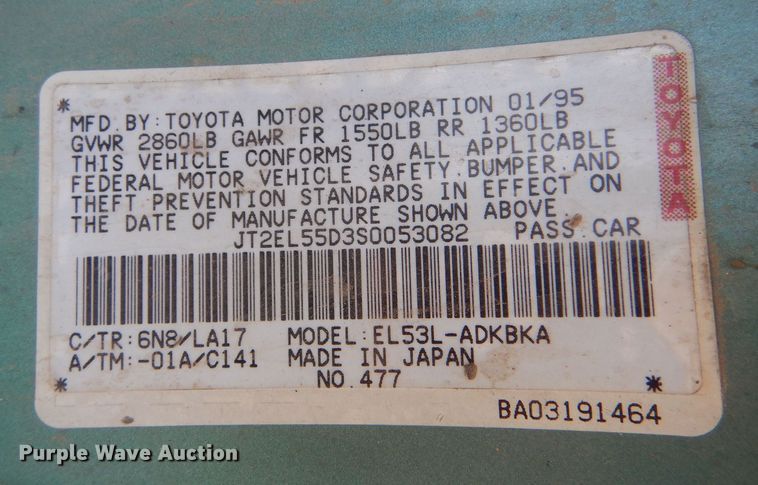 MFD.BY:TOYOTA MOTOR CORPORATION 01/95
GVWR 2860LB GAWR FR 1550LB RR 1360LB
THIS VEHICLE CONFORMS TO ALL APPLICABLE
FEDERAL MOTOR VEHICLE SAFETY.BUMPER.AND
THEFT PREVENTION STANDARDS IN EFFECT ON
THE DATE OF MANUFACTURE SHOWN ABOVE.
JT2EL55D3S0053082 PASS.CAR
C/TR:6N8/LA17 MODEL:EL53L-ADKBKA
A/TM:-01A/C141 MADE IN JAPAN
NO.477
BA03191464
TOYOTA
Purple Wave Auction